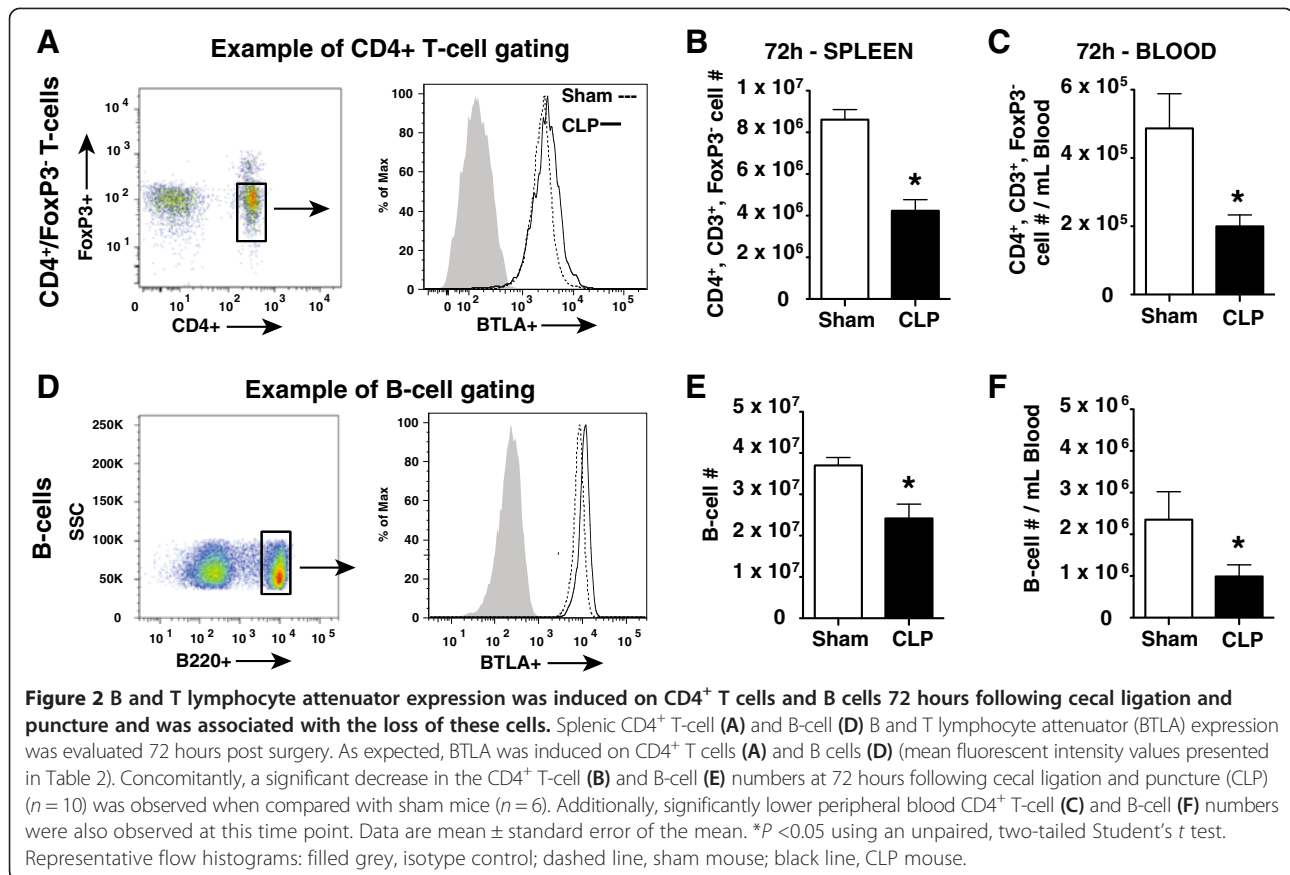 A
Example of CD4+ T-cell gating
CD4⁺/FoxP3⁻ T-cells
FoxP3+
10⁴
10³
10²
10¹
0 10¹ 10² 10³ 10⁴
CD4+
% of Max
100
80
60
40
20
0
Sham ---
CLP
0 10³ 10⁴ 10⁵
BTLA+
B
72h - SPLEEN
CD4⁺, CD3⁺, FoxP3⁻ cell #
1 x 10⁷
8 x 10⁶
6 x 10⁶
4 x 10⁶
2 x 10⁶
0
*
Sham CLP
C
72h - BLOOD
CD4⁺, CD3⁺, FoxP3⁻
cell # / mL Blood
6 x 10⁵
4 x 10⁵
2 x 10⁵
0
*
Sham CLP
D
Example of B-cell gating
B-cells
SSC
250K
200K
150K
100K
50K
0
10¹ 10² 10³ 10⁴ 10⁵
B220+
% of Max
100
80
60
40
20
0
10¹ 10² 10³ 10⁴ 10⁵
BTLA+
E
B-cell #
5 x 10⁷
4 x 10⁷
3 x 10⁷
2 x 10⁷
1 x 10⁷
0
*
Sham CLP
F
B-cell # / mL Blood
5 x 10⁶
4 x 10⁶
3 x 10⁶
2 x 10⁶
1 x 10⁶
0
*
Sham CLP
Figure 2 B and T lymphocyte attenuator expression was induced on CD4⁺ T cells and B cells 72 hours following cecal ligation and
puncture and was associated with the loss of these cells. Splenic CD4⁺ T-cell (A) and B-cell (D) B and T lymphocyte attenuator (BTLA) expression
was evaluated 72 hours post surgery. As expected, BTLA was induced on CD4⁺ T cells (A) and B cells (D) (mean fluorescent intensity values presented
in Table 2). Concomitantly, a significant decrease in the CD4⁺ T-cell (B) and B-cell (E) numbers at 72 hours following cecal ligation and puncture (CLP)
(n = 10) was observed when compared with sham mice (n = 6). Additionally, significantly lower peripheral blood CD4⁺ T-cell (C) and B-cell (F) numbers
were also observed at this time point. Data are mean ± standard error of the mean. *P <0.05 using an unpaired, two-tailed Student's t test.
Representative flow histograms: filled grey, isotype control; dashed line, sham mouse; black line, CLP mouse.